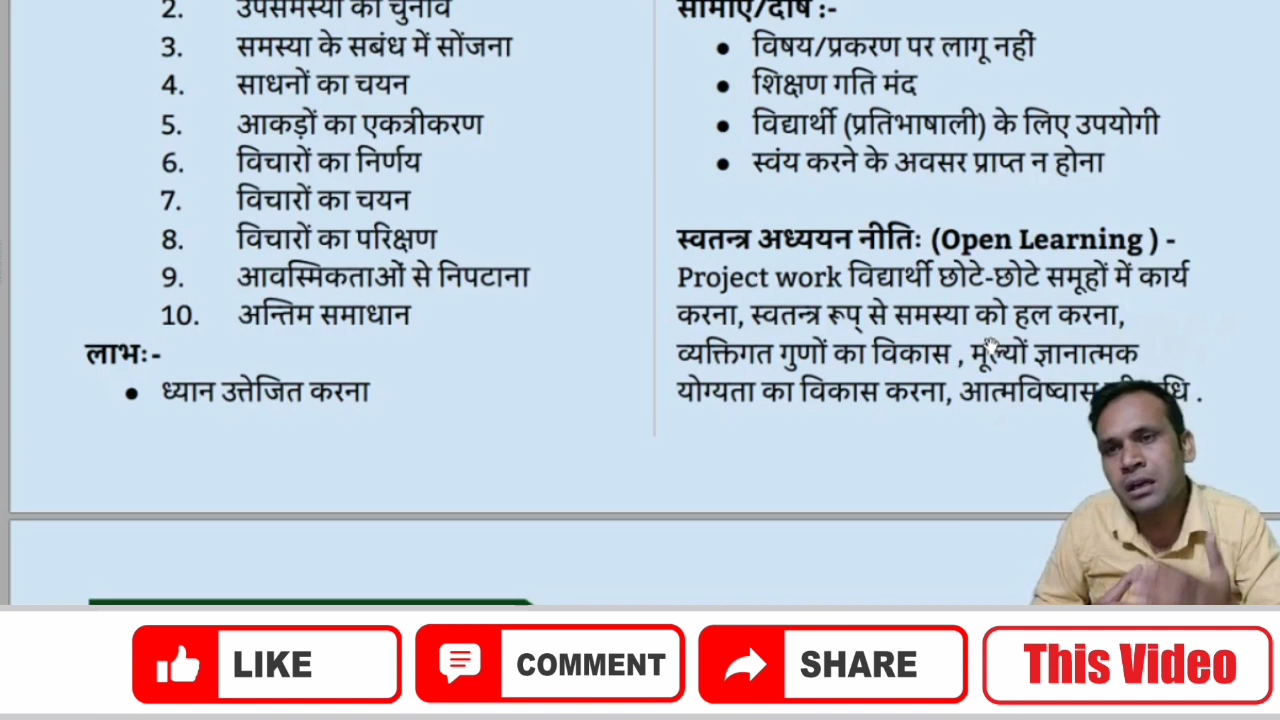 2. उपसमस्या का चुनाव
3. समस्या के सबंध में सोंजना
4. साधनों का चयन
5. आकड़ों का एकत्रीकरण
6. विचारों का निर्णय
7. विचारों का चयन
8. विचारों का परिक्षण
9. आवस्मिकताओं से निपटाना
10. अन्तिम समाधान
लाभः-
● ध्यान उत्तेजित करना
सीमाएं/दोष :-
● विषय/प्रकरण पर लागू नहीं
● शिक्षण गति मंद
● विद्यार्थी (प्रतिभाषाली) के लिए उपयोगी
● स्वंय करने के अवसर प्राप्त न होना
स्वतन्त्र अध्ययन नीतिः (Open Learning ) -
Project work विद्यार्थी छोटे-छोटे समूहों में कार्य
करना, स्वतन्त्र रूप् से समस्या को हल करना,
व्यक्तिगत गुणों का विकास , मूल्यों ज्ञानात्मक
योग्यता का विकास करना, आत्मविष्वास
LIKE
COMMENT
SHARE
This Video